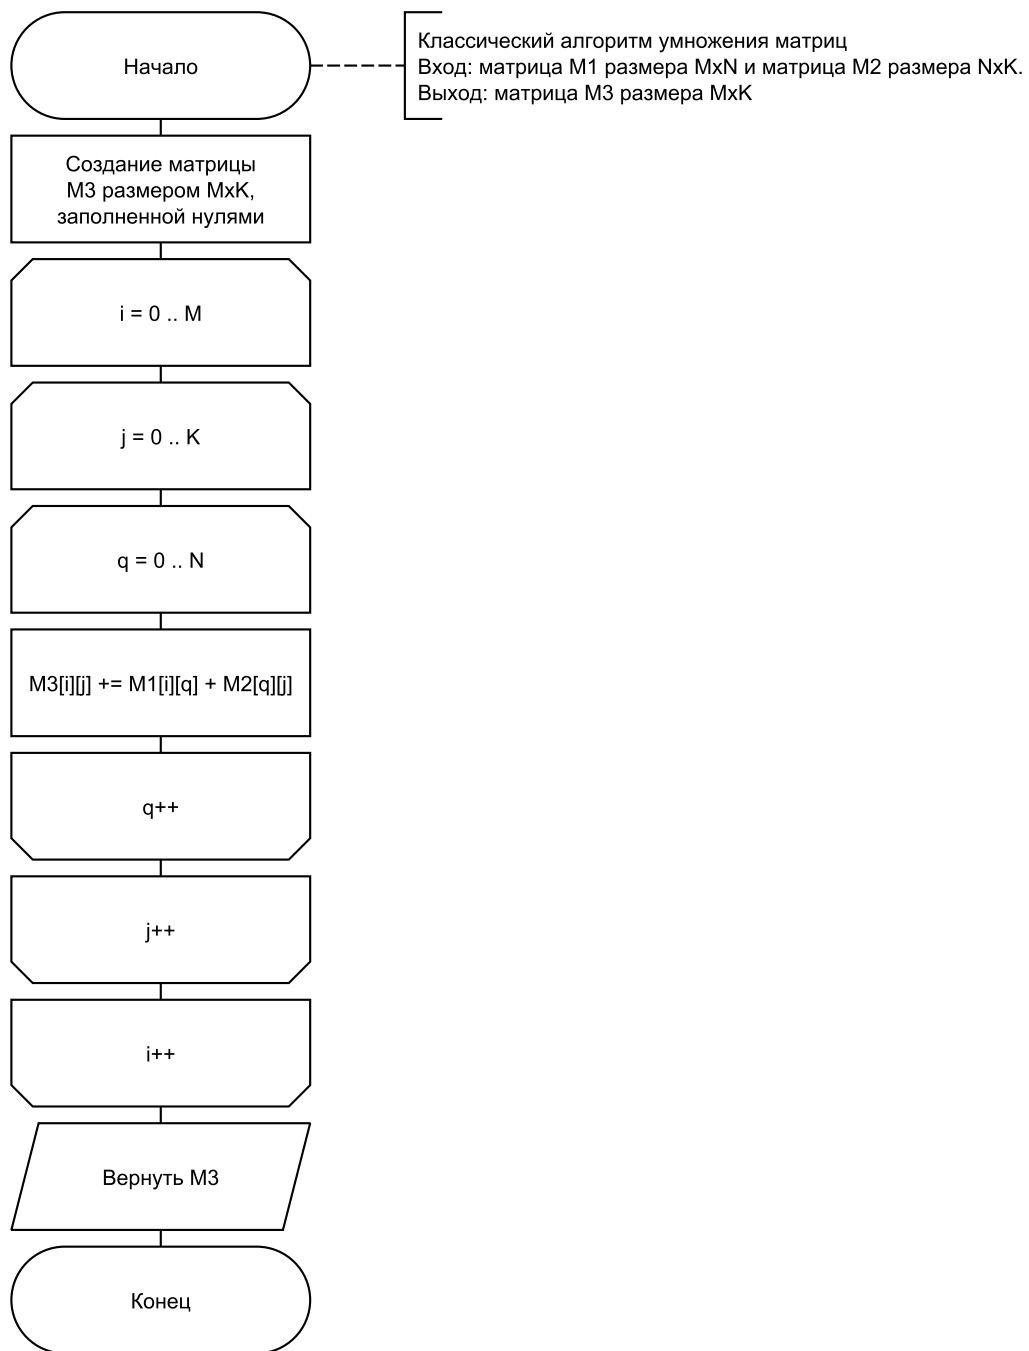 Начало
Классический алгоритм умножения матриц
Вход: матрица M1 размера MxN и матрица M2 размера NxK.
Выход: матрица M3 размера MxK
Создание матрицы
M3 размером MxK,
заполненной нулями
i = 0 .. M
j = 0 .. K
q = 0 .. N
M3[i][j] += M1[i][q] + M2[q][j]
q++
j++
i++
Вернуть M3
Конец